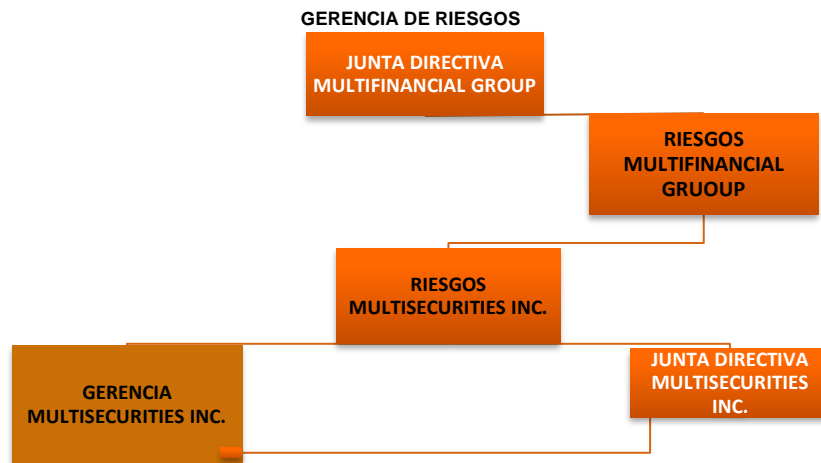 GERENCIA DE RIESGOS
JUNTA DIRECTIVA
MULTIFINANCIAL GROUP
RIESGOS
MULTIFINANCIAL
GRUOUP
RIESGOS
MULTISECURITIES INC.
GERENCIA
MULTISECURITIES INC.
JUNTA DIRECTIVA
MULTISECURITIES
INC.